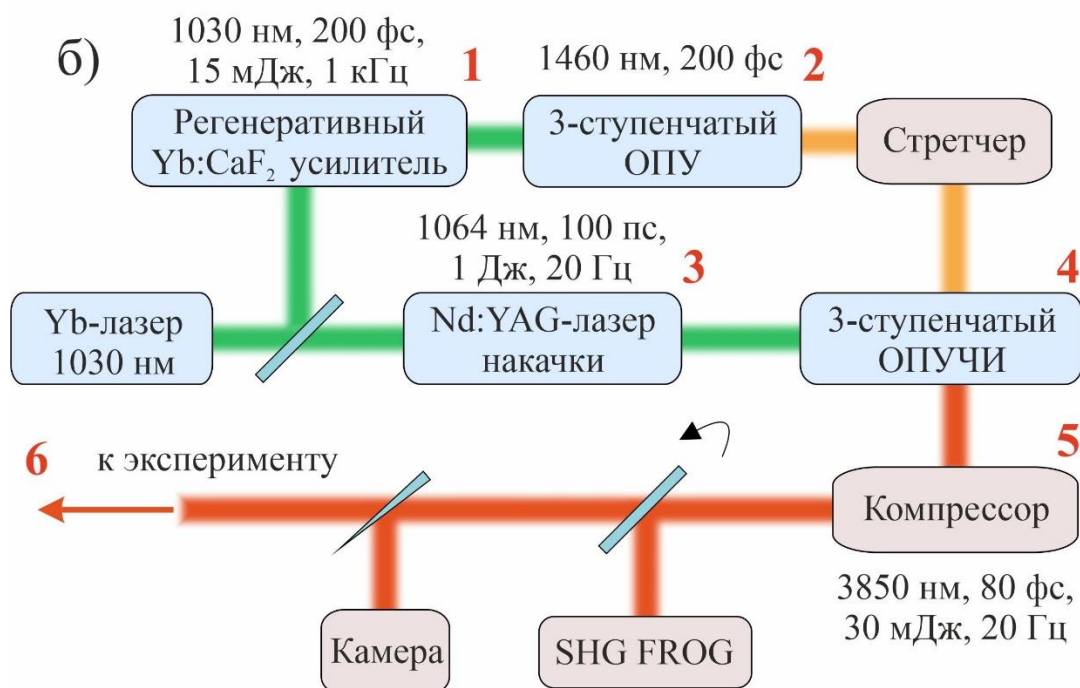 б)
1030 нм, 200 фс,
15 мДж, 1 кГц
1
Регенеративный
Yb:CaF₂ усилитель
1460 нм, 200 фс
2
3-ступенчатый
ОПУ
Стретчер
1064 нм, 100 пс,
1 Дж, 20 Гц
3
4
Yb-лазер
1030 нм
Nd:YAG-лазер
накачки
3-ступенчатый
ОПУЧИ
6
к эксперименту
5
Компрессор
3850 нм, 80 фс,
30 мДж, 20 Гц
Камера
SHG FROG